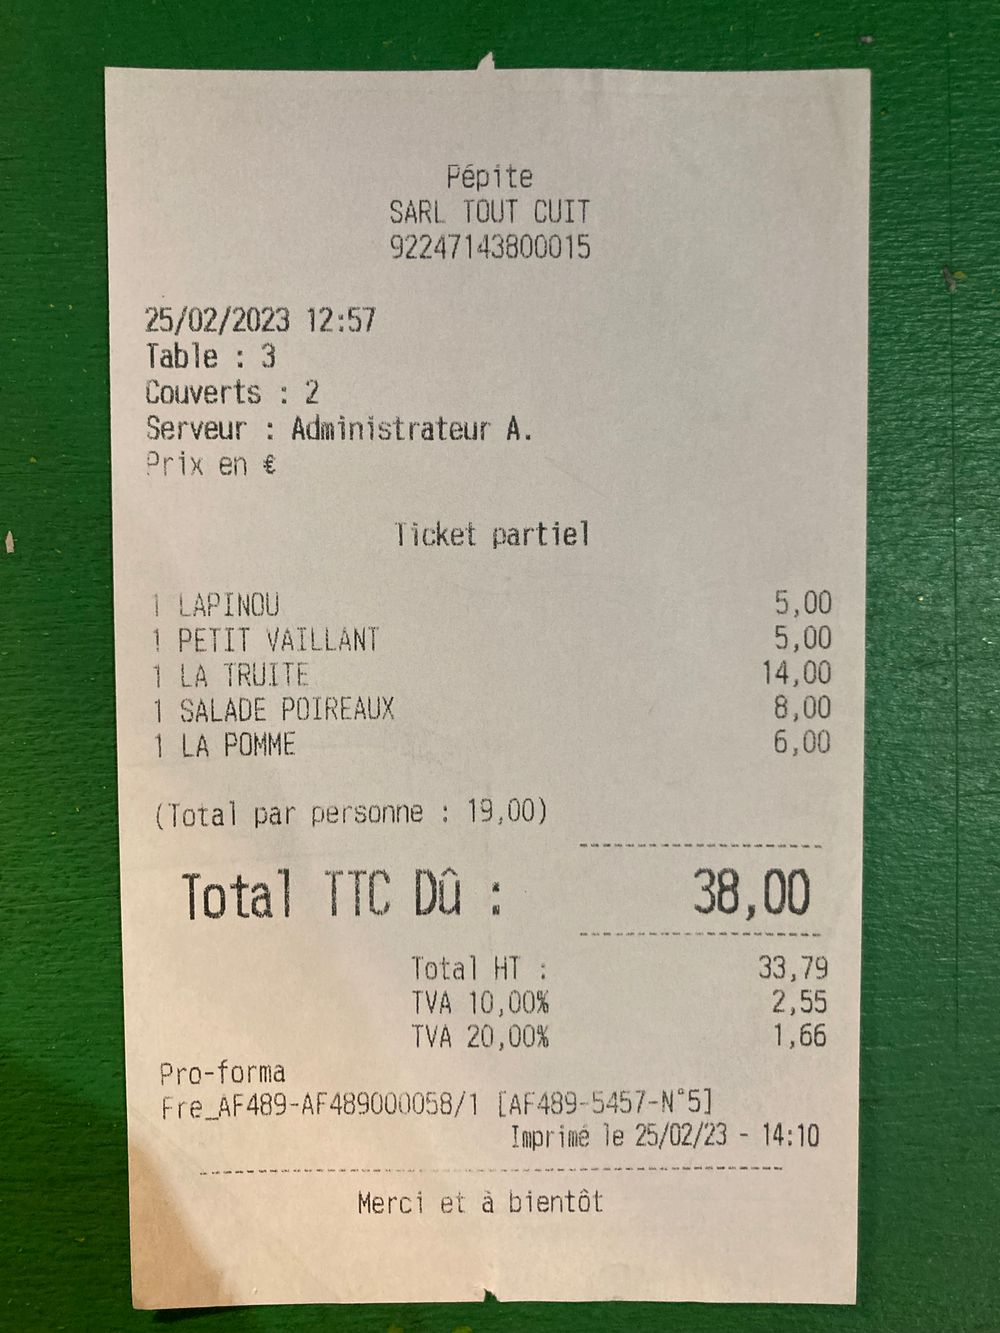 Pépite
SARL TOUT CUIT
92247143800015
25/02/2023 12:57
Table : 3
Couverts : 2
Serveur : Administrateur A.
Prix en €
Ticket partiel
1 LAPINOU 5,00
1 PETIT VAILLANT 5,00
1 LA TRUITE 14,00
1 SALADE POIREAUX 8,00
1 LA POMME 6,00
(Total par personne : 19,00)
Total TTC Dû : 38,00
Total HT : 33,79
TVA 10,00% 2,55
TVA 20,00% 1,66
Pro-forma
Fre_AF489-AF489000058/1 [AF489-5457-N°5]
Imprimé le 25/02/23 - 14:10
Merci et à bientôt